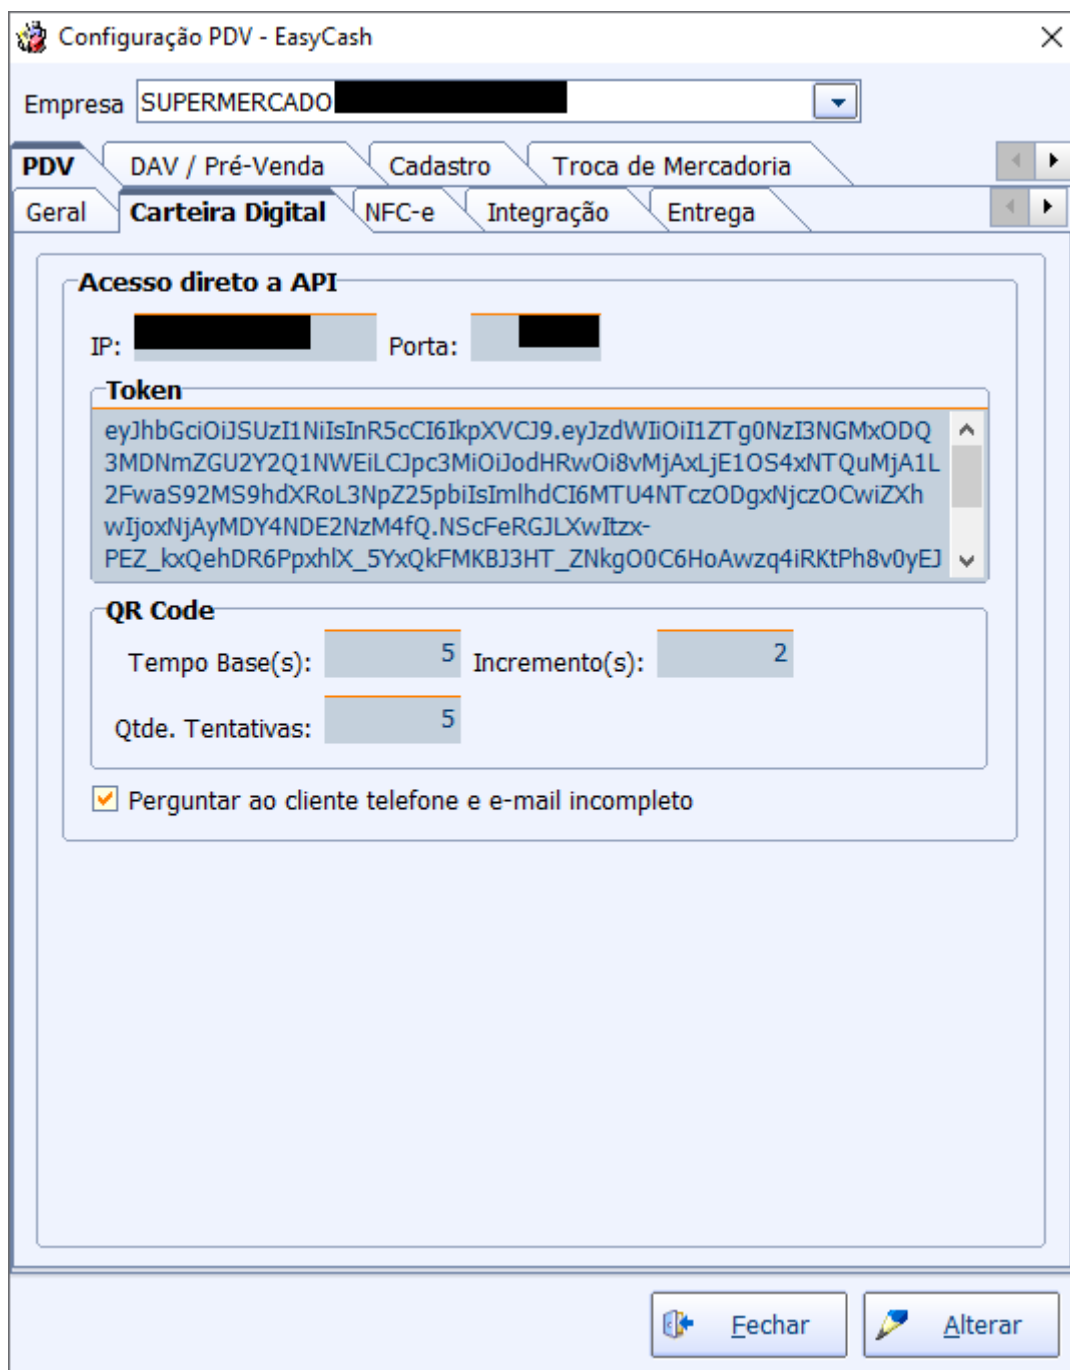 Configuração PDV - EasyCash
Empresa SUPERMERCADO
PDV DAV / Pré-Venda Cadastro Troca de Mercadoria
Geral Carteira Digital NFC-e Integração Entrega
Acesso direto a API
IP: Porta:
Token
eyJhbGciOiJSUzI1NiIsInR5cCI6IkpXVCJ9.eyJzdWIiOiI1ZTg0NzI3NGMxODQ
3MDNmZGU2Y2Q1NWEiLCJpc3MiOiJodHRwOi8vMjAxLjE1OS4xNTQuMjA1L
2FwaS92MS9hdXRoL3NpZ25pbiIsImlhdCI6MTU4NTczODgxNjczOCwiZXh
wIjoxNjAyMDY4NDE2NzM4fQ.NScFeRGJLXwItzx-
PEZ_kxQehDR6PpxhlX_5YxQkFMKBJ3HT_ZNkgO0C6HoAwzq4iRKtPh8v0yEJ
QR Code
Tempo Base(s): 5 Incremento(s): 2
Qtde. Tentativas: 5
Perguntar ao cliente telefone e e-mail incompleto
Fechar Alterar